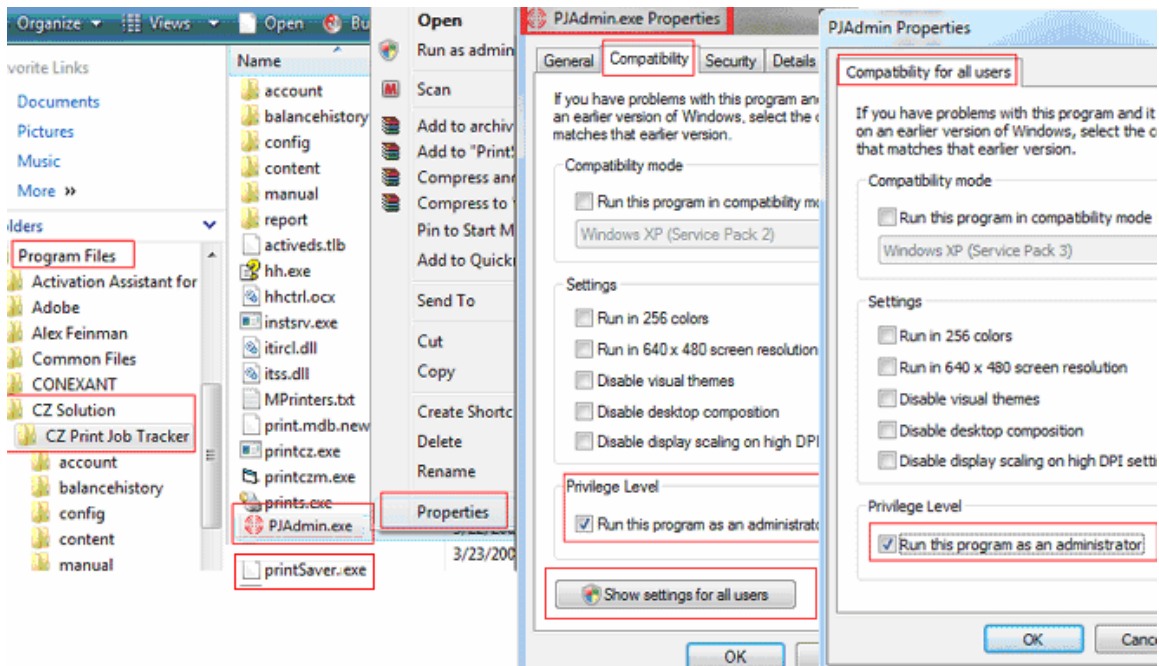 Organize
Views
Open
Bu
vorite Links
Documents
Pictures
Music
More »
lders
Program Files
Activation Assistant for
Adobe
Alex Feinman
Common Files
CONEXANT
CZ Solution
CZ Print Job Tracker
account
balancehistory
config
content
manual
Name
account
balancehistory
config
content
manual
report
activeds.tlb
hh.exe
hhctrl.ocx
instsrv.exe
itircl.dll
itss.dll
MPrinters.txt
print.mdb.new
printcz.exe
printczm.exe
prints.exe
PJAdmin.exe
printSaver.exe
Open
Run as admin
Scan
Add to archiv
Add to "Print
Compress and
Compress to
Pin to Start M
Add to Quick
Send To
Cut
Copy
Create Shortc
Delete
Rename
Properties
3/23/200
PJAdmin.exe Properties
General Compatibility Security Details
If you have problems with this program an
an earlier version of Windows, select the
matches that earlier version.
Compatibility mode
Run this program in compatibility mo
Windows XP (Service Pack 2)
Settings
Run in 256 colors
Run in 640 x 480 screen resolution
Disable visual themes
Disable desktop composition
Disable display scaling on high DPI
Privilege Level
Run this program as an administrato
Show settings for all users
OK
PJAdmin Properties
Compatibility for all users
If you have problems with this program and it
on an earlier version of Windows, select the c
that matches that earlier version.
Compatibility mode
Run this program in compatibility mode
Windows XP (Service Pack 3)
Settings
Run in 256 colors
Run in 640 x 480 screen resolution
Disable visual themes
Disable desktop composition
Disable display scaling on high DPI setti
Privilege Level
Run this program as an administrator
OK
Cance